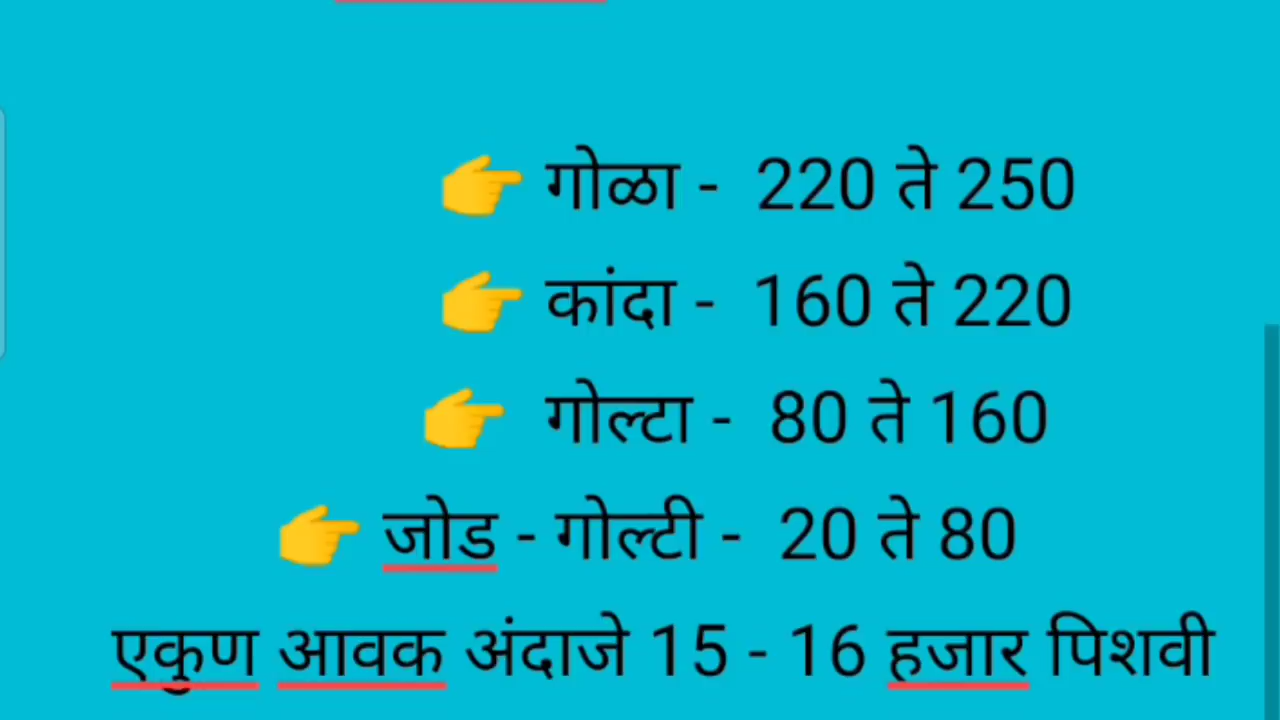 👉 गोळा - 220 ते 250
👉 कांदा - 160 ते 220
👉 गोल्टा - 80 ते 160
👉 जोड - गोल्टी - 20 ते 80
एकुण आवक अंदाजे 15 - 16 हजार पिशवी